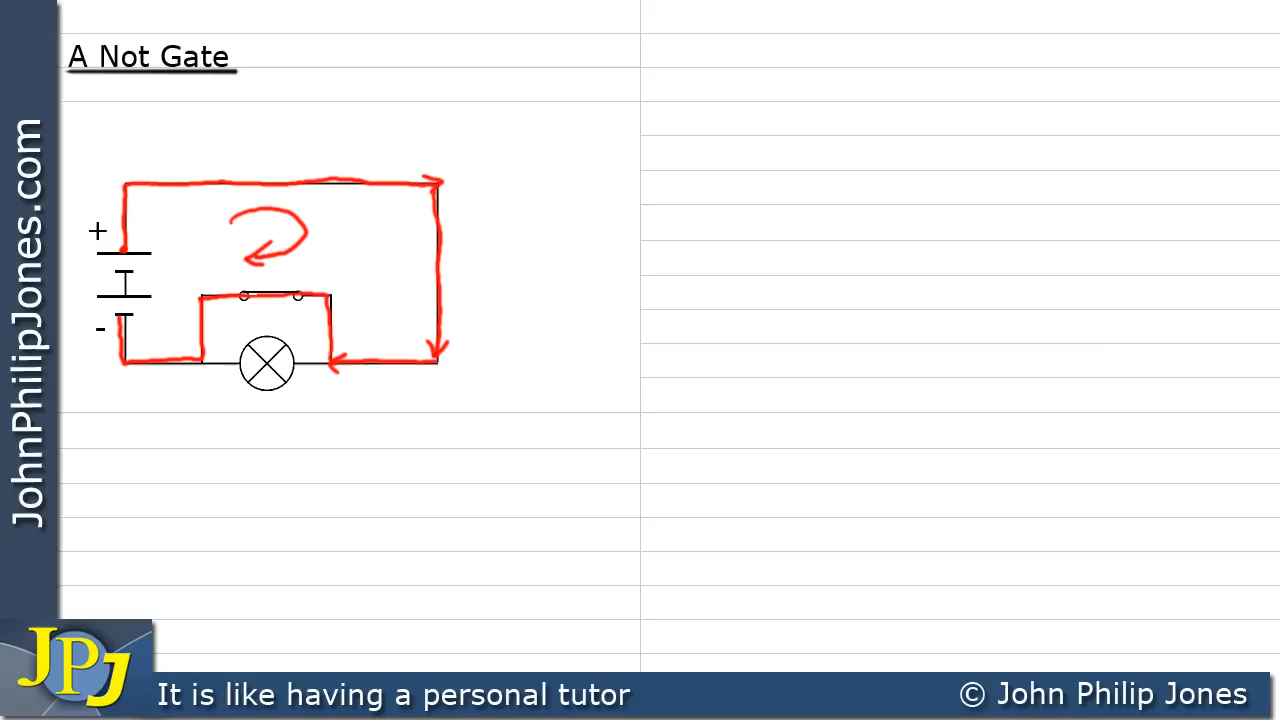 A Not Gate
+
-
JohnPhilipJones.com
JPJ
It is like having a personal tutor
© John Philip Jones